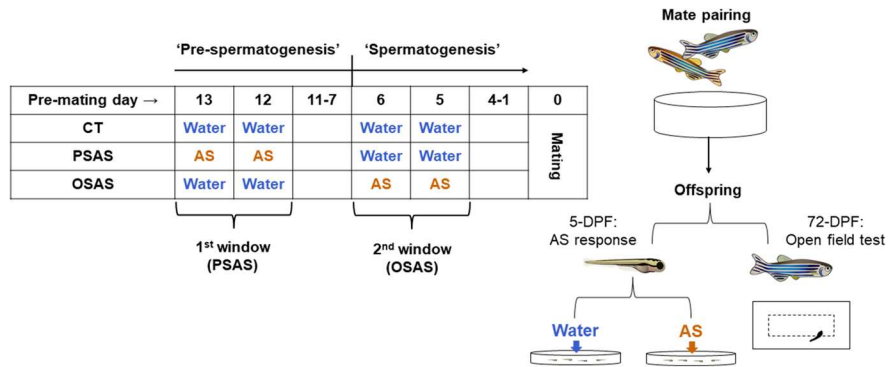 'Pre-spermatogenesis' 'Spermatogenesis'
Pre-mating day → 13 12 11-7 6 5 4-1 0
CT Water Water Water Water
PSAS AS AS Water Water
OSAS Water Water AS AS
Mating
1st window
(PSAS)
2nd window
(OSAS)
Mate pairing
Offspring
5-DPF:
AS response
72-DPF:
Open field test
Water AS